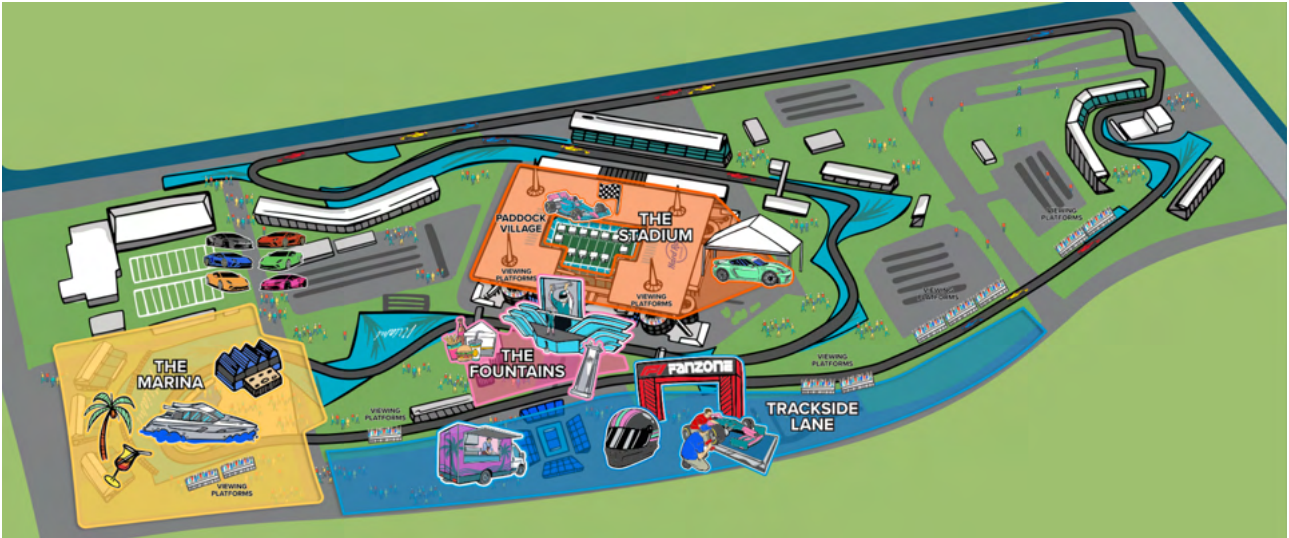 PADDOCK
VILLAGE
THE
STADIUM
VIEWING
PLATFORMS
VIEWING
PLATFORMS
VIEWING
PLATFORMS
VIEWING
PLATFORMS
Miami
THE
FOUNTAINS
THE
MARINA
VIEWING
PLATFORMS
VIEWING
PLATFORMS
FANZONE
TRACKSIDE
LANE
VIEWING
PLATFORMS